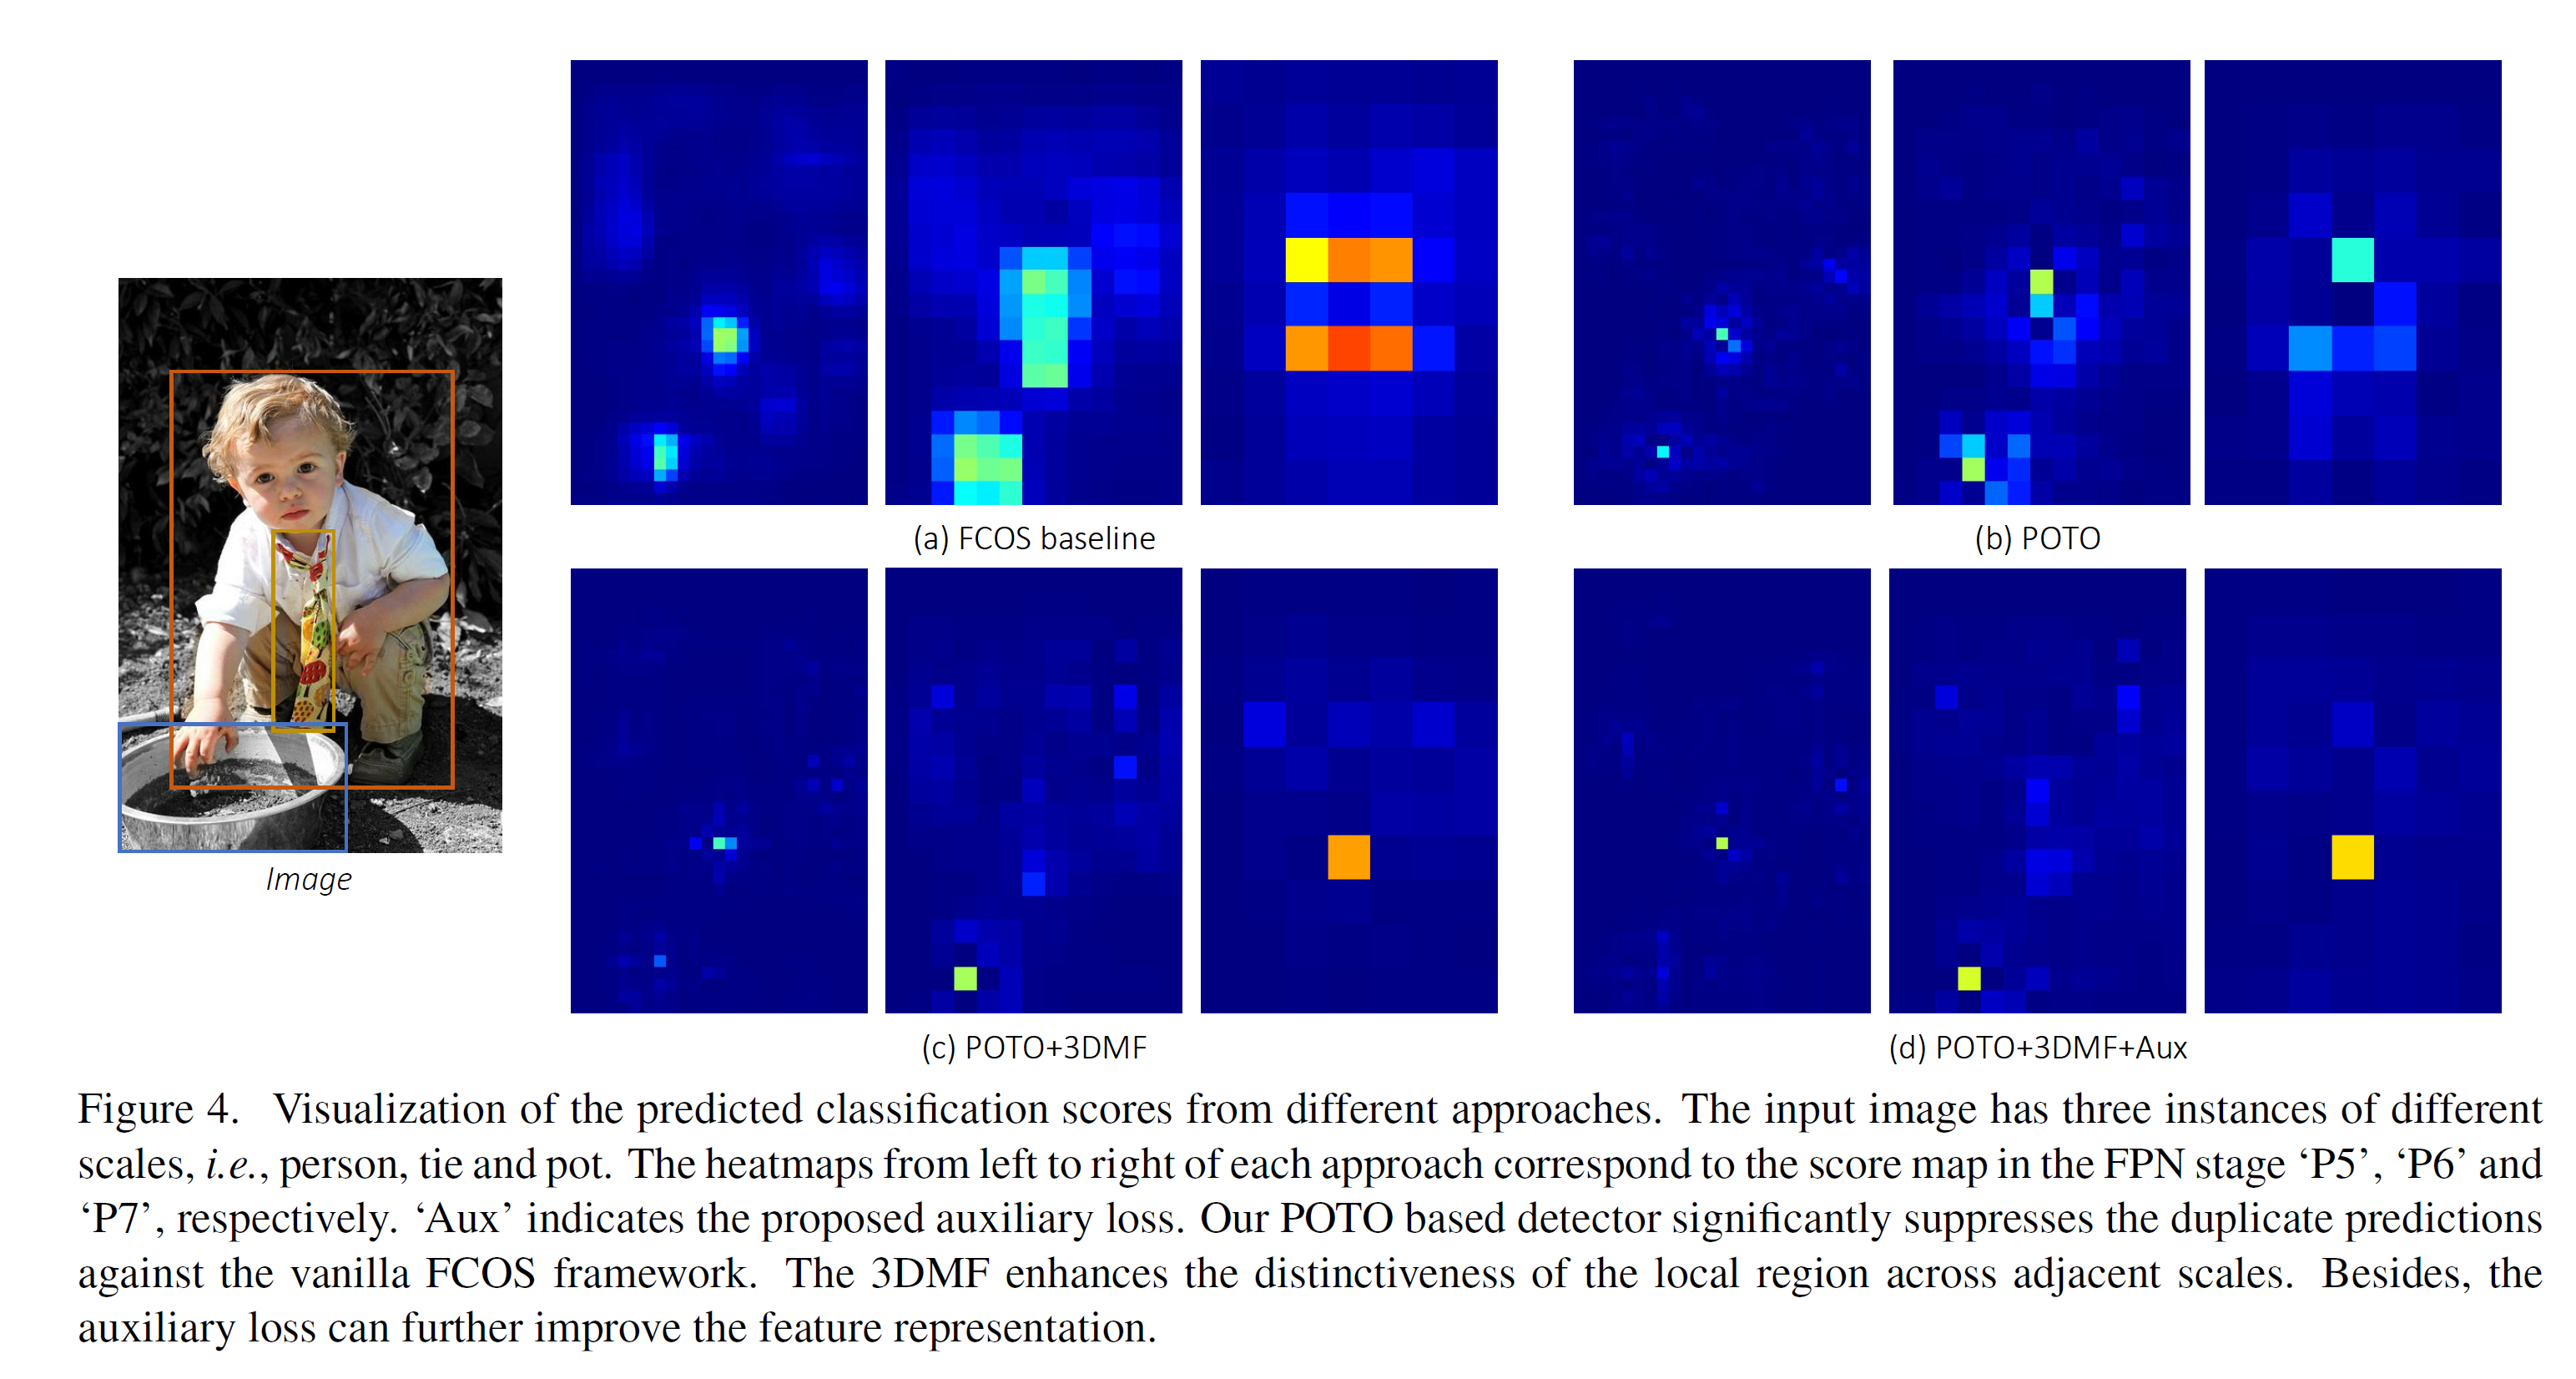 (a) FCOS baseline
(b) POTO
Image
(c) POTO+3DMF
(d) POTO+3DMF+Aux
Figure 4. Visualization of the predicted classification scores from different approaches. The input image has three instances of different
scales, i.e., person, tie and pot. The heatmaps from left to right of each approach correspond to the score map in the FPN stage ‘P5’, ‘P6’ and
‘P7’, respectively. ‘Aux’ indicates the proposed auxiliary loss. Our POTO based detector significantly suppresses the duplicate predictions
against the vanilla FCOS framework. The 3DMF enhances the distinctiveness of the local region across adjacent scales. Besides, the
auxiliary loss can further improve the feature representation.